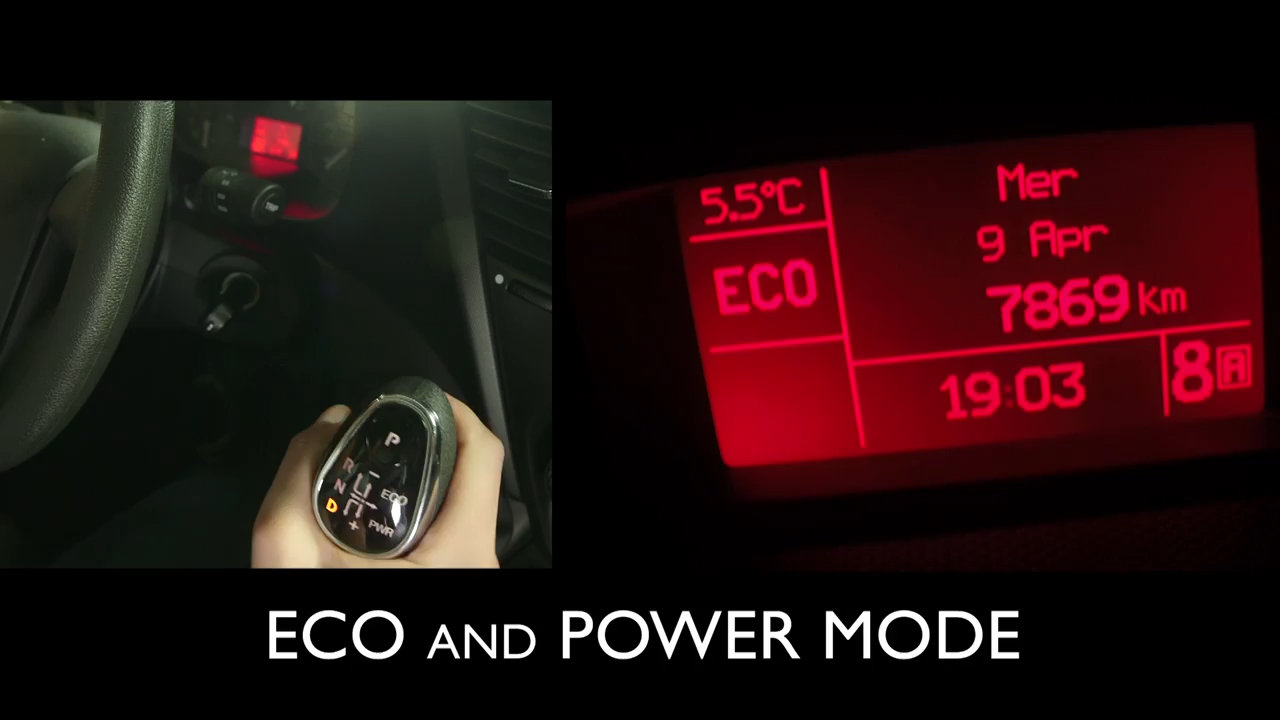 P
R
N
D
–
+
ECO
PWR
5.5°C
ECO
Mer
9 Apr
7869 km
19:03
8 A
ECO AND POWER MODE